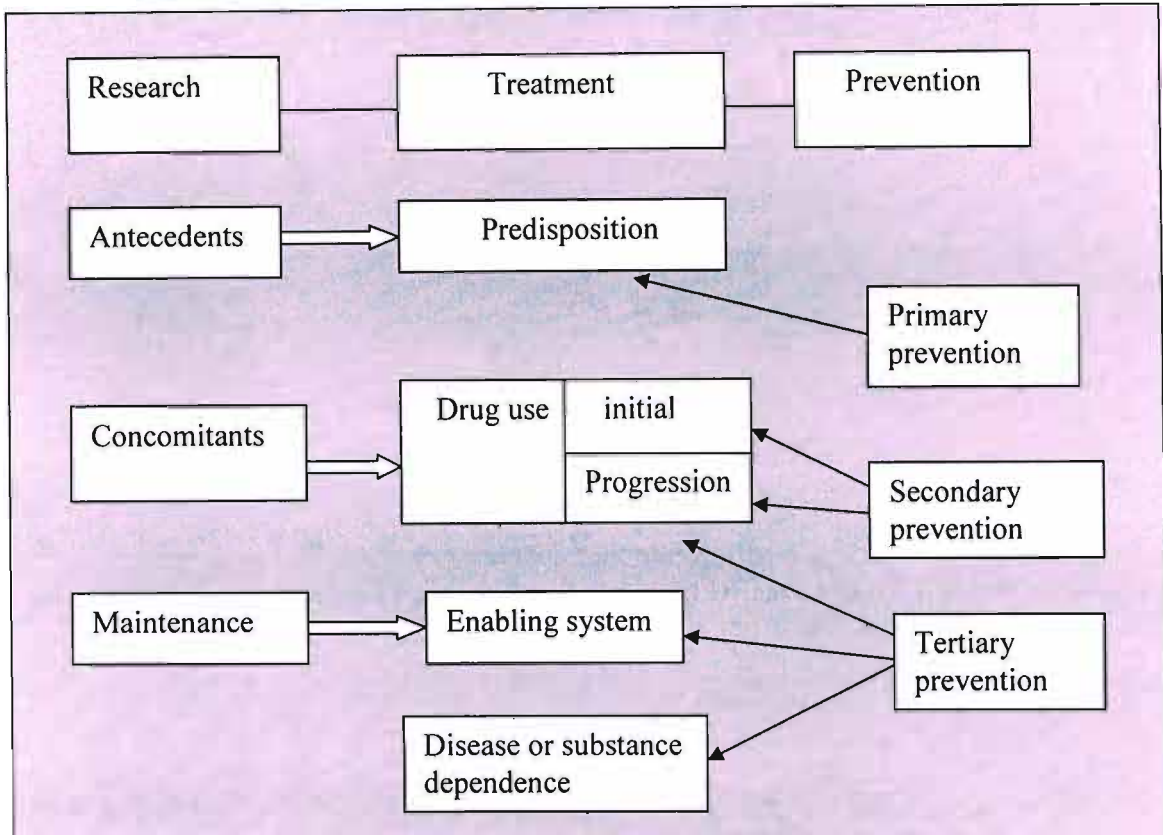 Research
Treatment
Prevention
Antecedents
Predisposition
Primary
prevention
Concomitants
Drug use
initial
Progression
Secondary
prevention
Maintenance
Enabling system
Tertiary
prevention
Disease or substance
dependence